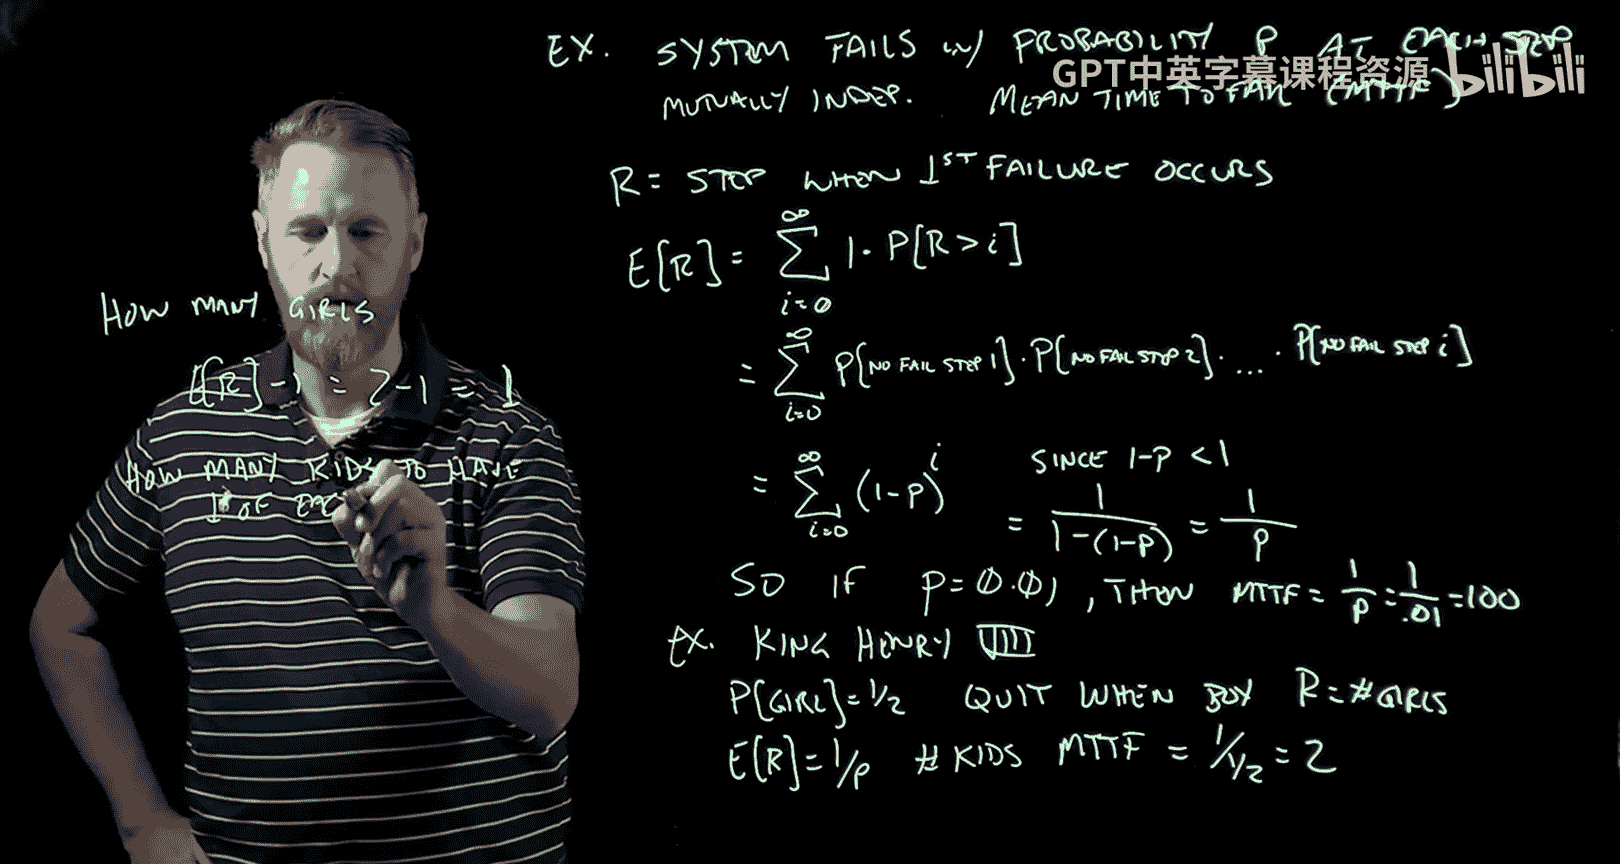 EX. SYSTEM FAILS w/ PROBABILITY P AT EACH STEP
GPT中英字幕课程资源 bilibili
MUTUALLY INDEP. MEAN TIME TO FAIL (MTTF)
R = STEP WHEN 1ST FAILURE OCCURS
E[R] = ∞∑i=0 1· P[R > i]
= ∞∑i=0 P[NO FAIL STEP 1] · P[NO FAIL STEP 2] · ... · P[NO FAIL STEP i]
= ∞∑i=0 (1-P)^i SINCE 1-P < 1
= 1/(1-(1-P)) = 1/P
SO IF P = 0.01, THEN MTTF = 1/P = 1/.01 = 100
EX. KING HENRY VIII
P[GIRL] = 1/2 QUIT WHEN BOY R = #GIRLS
E[R] = 1/P # KIDS MTTF = 1/1/2 = 2
HOW MANY GIRLS
E[R] - 1 = 2 - 1 = 1
HOW MANY KIDS TO HAVE
1 OF